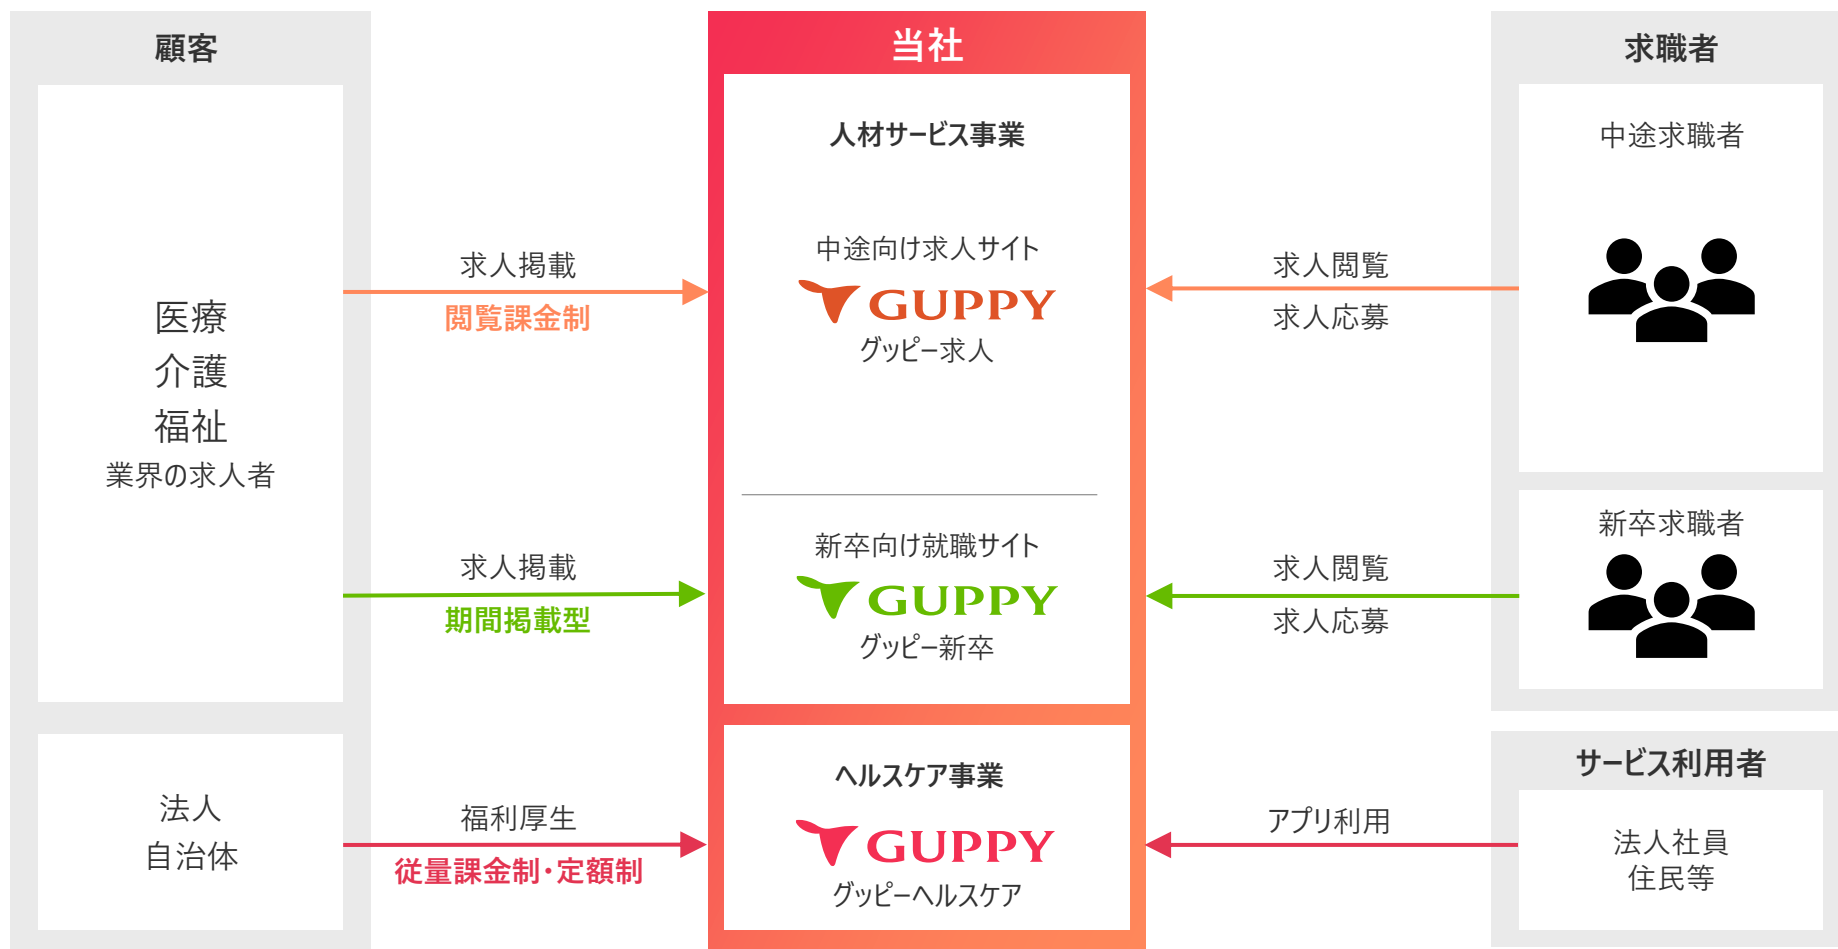 顧客
医療
介護
福祉
業界の求人者
法人
自治体
求人掲載
閲覧課金制
求人掲載
期間掲載型
福利厚生
従量課金制・定額制
当社
人材サービス事業
中途向け求人サイト
GUPPY
グッピー求人
新卒向け就職サイト
GUPPY
グッピー新卒
ヘルスケア事業
GUPPY
グッピーヘルスケア
求人閲覧
求人応募
求人閲覧
求人応募
アプリ利用
求職者
中途求職者
新卒求職者
サービス利用者
法人社員
住民等